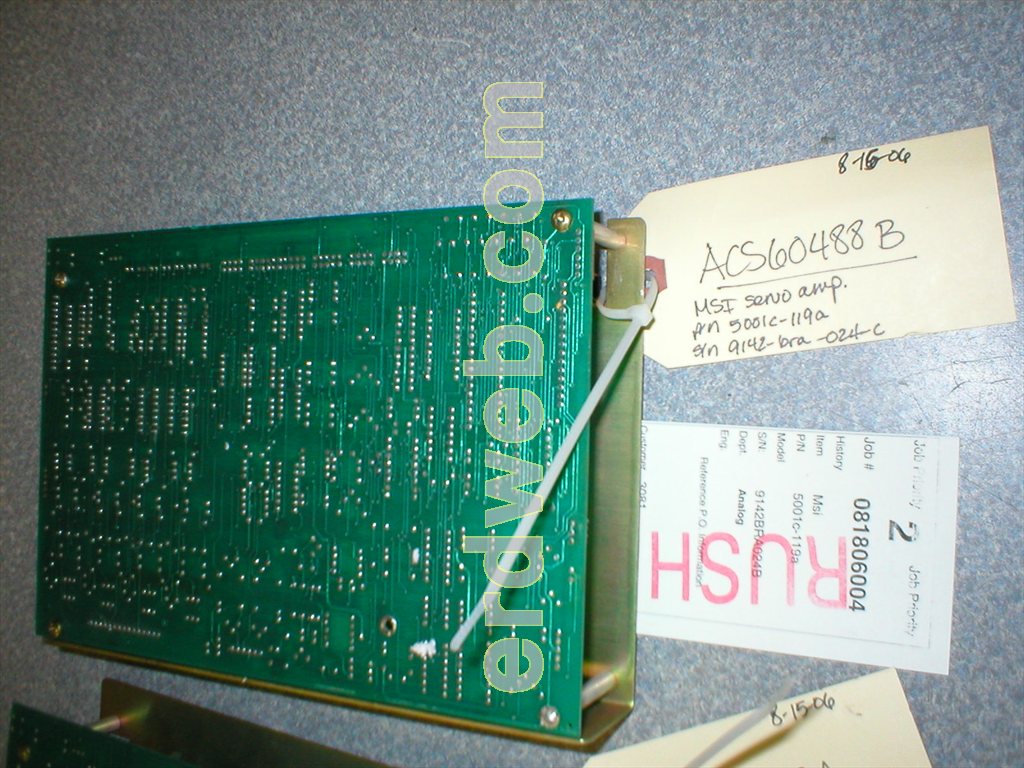 8-15-06
ACS60488 B
MSI servo amp.
p/n 5001c-119a
s/n 9142-bra-024-c
Job Priority 2 Job Priority
Job # 081806004
History
Item Msi
P/N 5001c-119a
Model
S/N: 9142BRA024B
Dept. Analog
Eng.
Reference P.O. Information
Customer
RUSH
8-15-06
erdweb.com